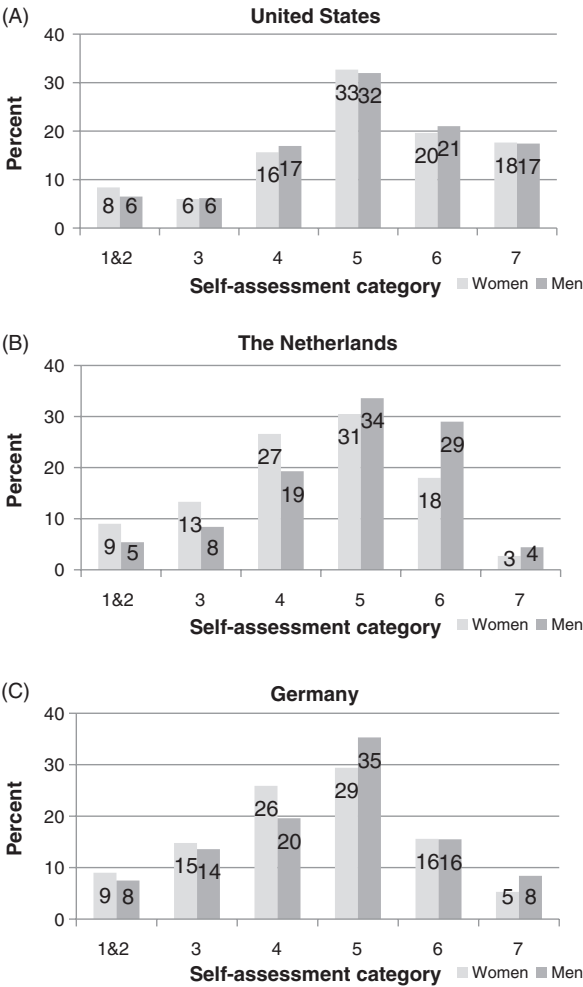 (A) United States
40
30
20
10
0
Percent
8 6 6 6 16 17 33 32 20 21 18 17
1&2 3 4 5 6 7
Self-assessment category Women Men
(B) The Netherlands
40
30
20
10
0
Percent
9 5 13 8 27 19 31 34 18 29 3 4
1&2 3 4 5 6 7
Self-assessment category Women Men
(C) Germany
40
30
20
10
0
Percent
9 8 15 14 26 20 29 35 16 16 5 8
1&2 3 4 5 6 7
Self-assessment category Women Men